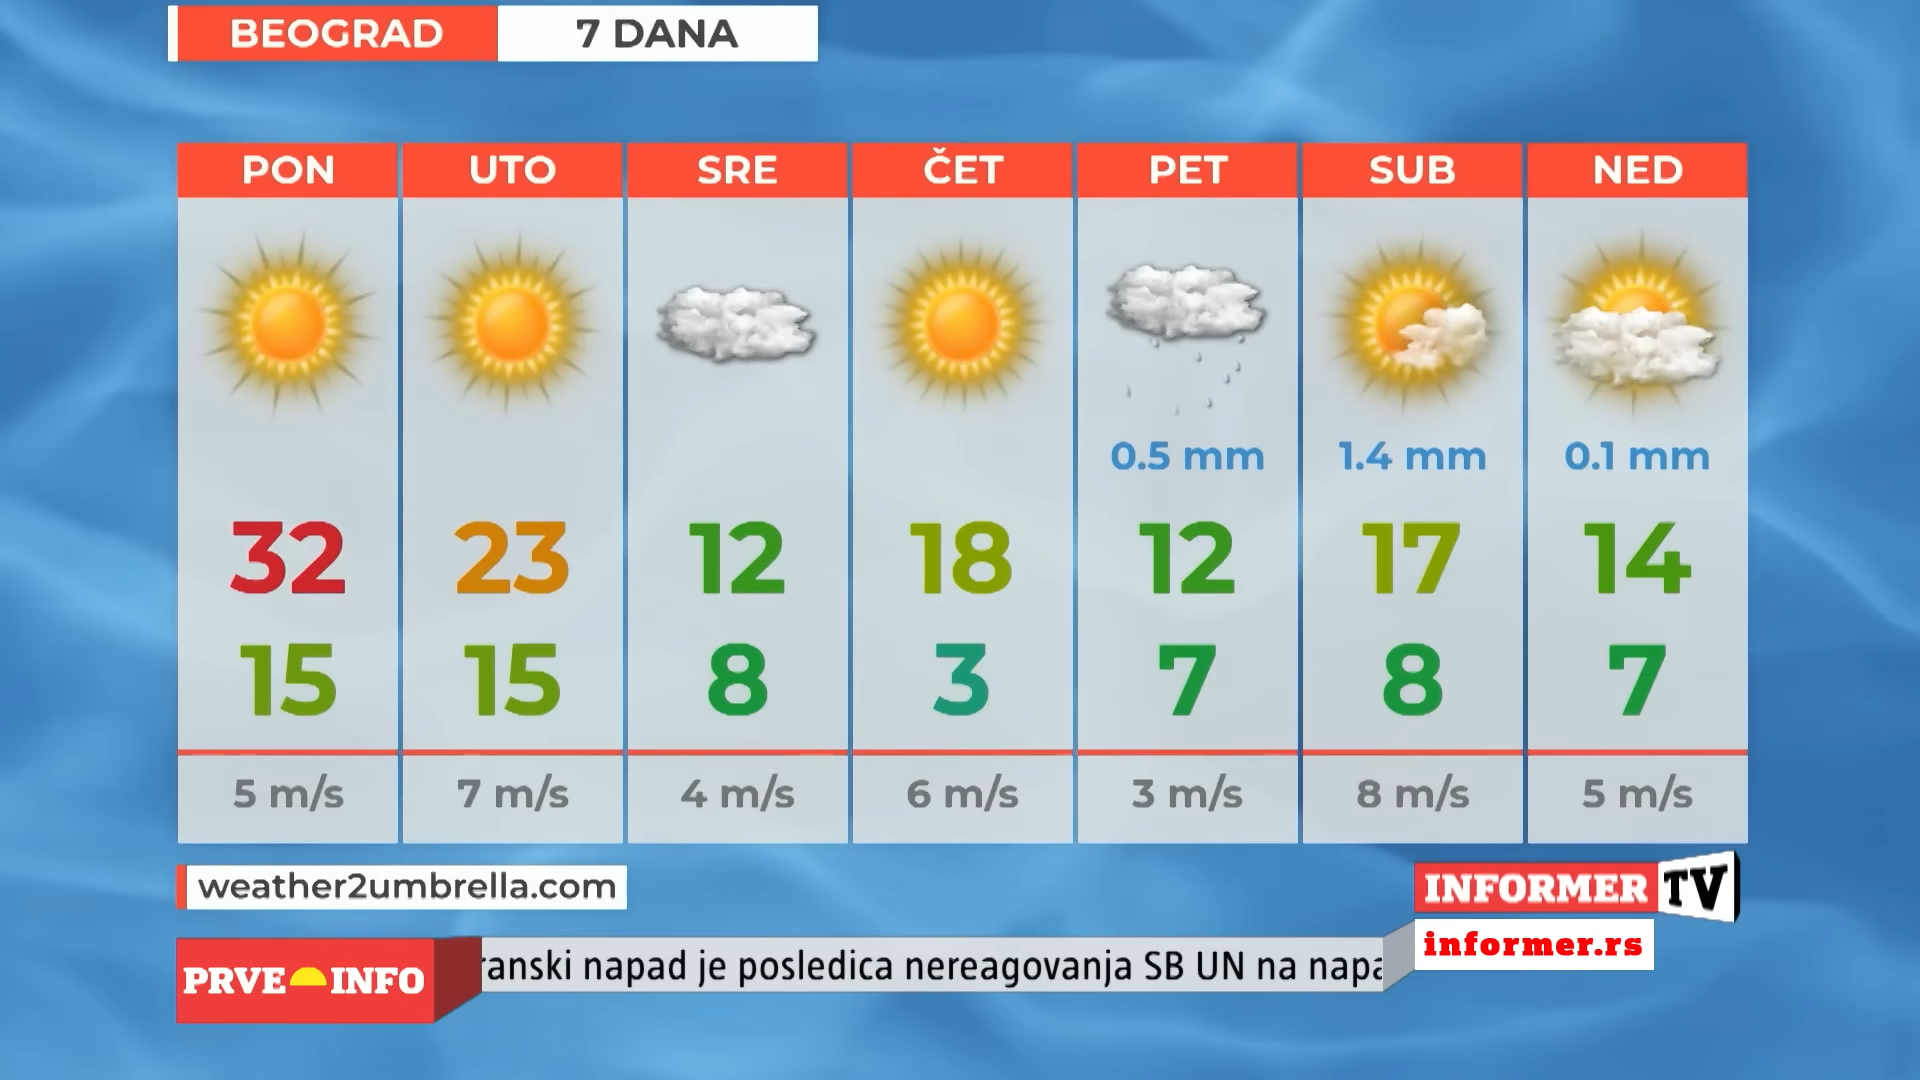 BEOGRAD 7 DANA
PON UTO SRE ČET PET SUB NED
0.5 mm 1.4 mm 0.1 mm
32 23 12 18 12 17 14
15 15 8 3 7 8 7
5 m/s 7 m/s 4 m/s 6 m/s 3 m/s 8 m/s 5 m/s
weather2umbrella.com
INFORMER TV
informer.rs
PRVE INFO
ranski napad je posledica nereagovanja SB UN na napa